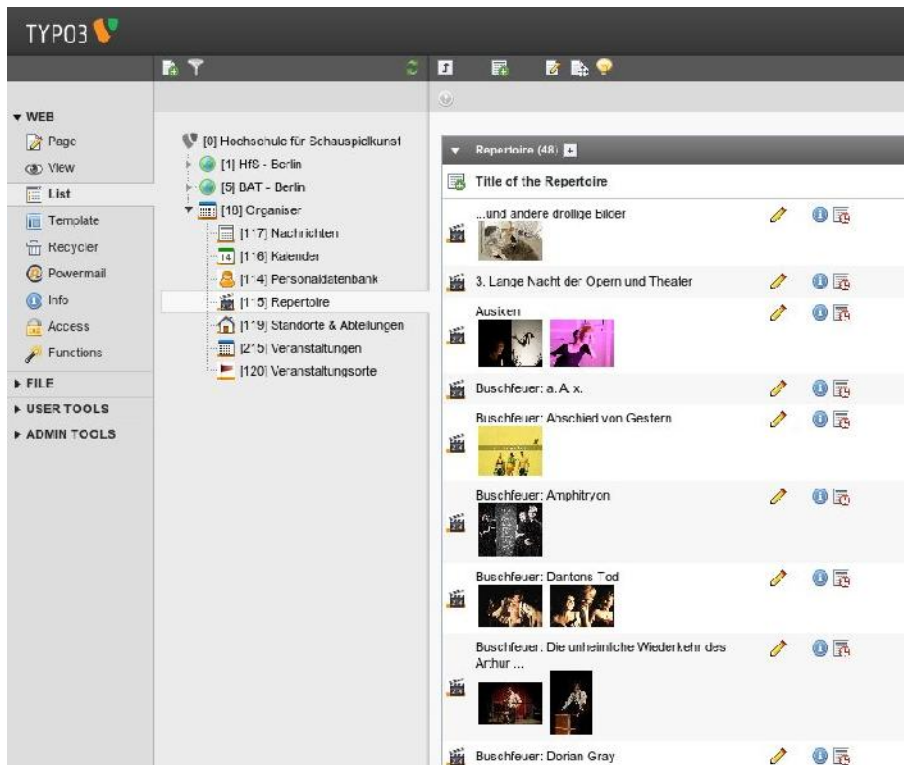 TYPO3
WEB
Page
View
List
Template
Recycler
Powermail
Info
Access
Functions
FILE
USER TOOLS
ADMIN TOOLS
[0] Hochschule für Schauspielkunst
[1] HfS - Berlin
[5] BAT - Berlin
[18] Organiser
[117] Nachrichten
14
[116] Kalender
[114] Personaldatenbank
[115] Repertoire
[119] Standorte & Abteilungen
[215] Veranstaltungen
[120] Veranstaltungsorte
Repertoire (48)
Title of the Repertoire
...und andere drollige Bilder
3. Lange Nacht der Opern und Theater
Buschfeuer: a. A. x.
Buschfeuer: Abschied von Gestern
Buschfeuer: Amphitryon
Buschfeuer: Dantons Tod
Buschfeuer: Die unheimliche Wiederkehr des
Arthur ...
Buschfeuer: Dorian Gray